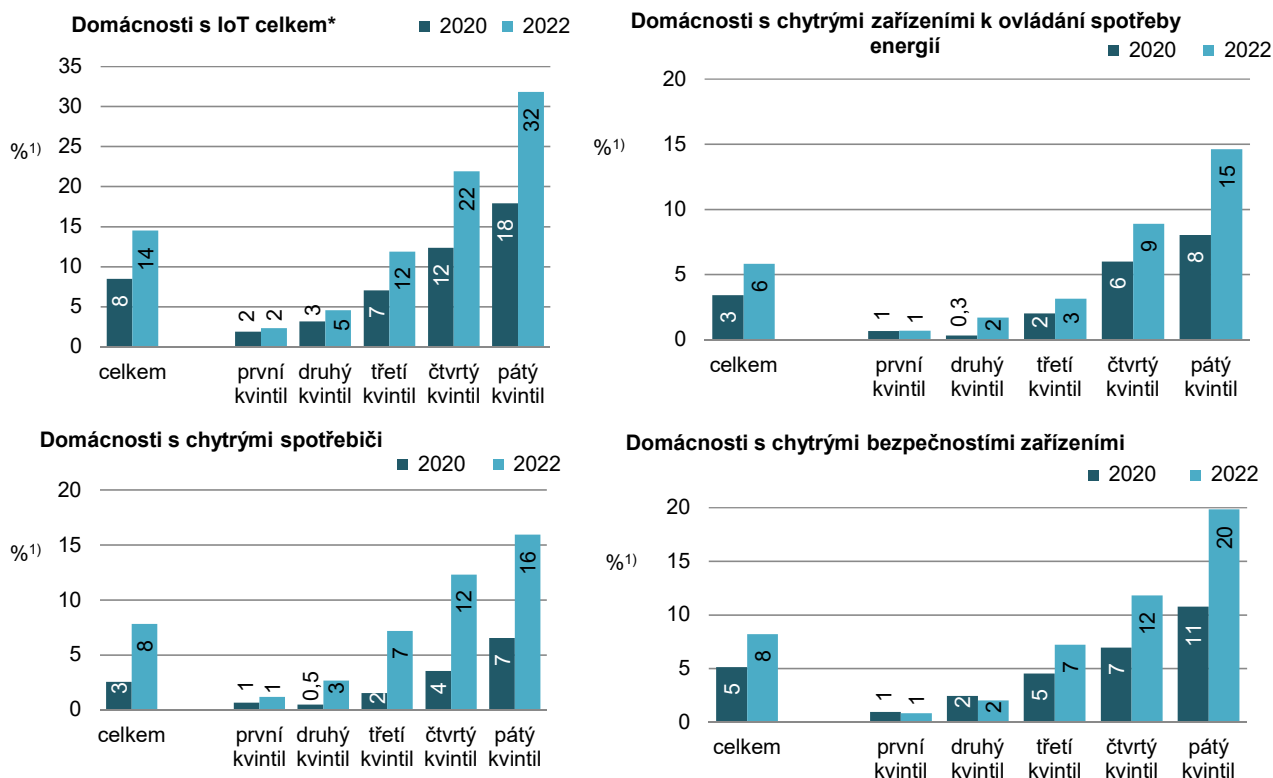 Domácnosti s IoT celkem*
2020 2022
%1)
35
30
25
20
15
10
5
0
8 14 2 2 3 5 7 12 12 22 18 32
celkem první kvintil druhý kvintil třetí kvintil čtvrtý kvintil pátý kvintil
Domácnosti s chytrými zařízeními k ovládání spotřeby
energií
2020 2022
%1)
20
15
10
5
0
3 6 1 1 0,3 2 2 3 6 9 8 15
celkem první kvintil druhý kvintil třetí kvintil čtvrtý kvintil pátý kvintil
Domácnosti s chytrými spotřebiči
2020 2022
%1)
20
15
10
5
0
3 8 1 1 0,5 3 2 7 4 12 7 16
celkem první kvintil druhý kvintil třetí kvintil čtvrtý kvintil pátý kvintil
Domácnosti s chytrými bezpečnostími zařízeními
2020 2022
%1)
20
15
10
5
0
5 8 1 1 2 2 5 7 7 12 11 20
celkem první kvintil druhý kvintil třetí kvintil čtvrtý kvintil pátý kvintil